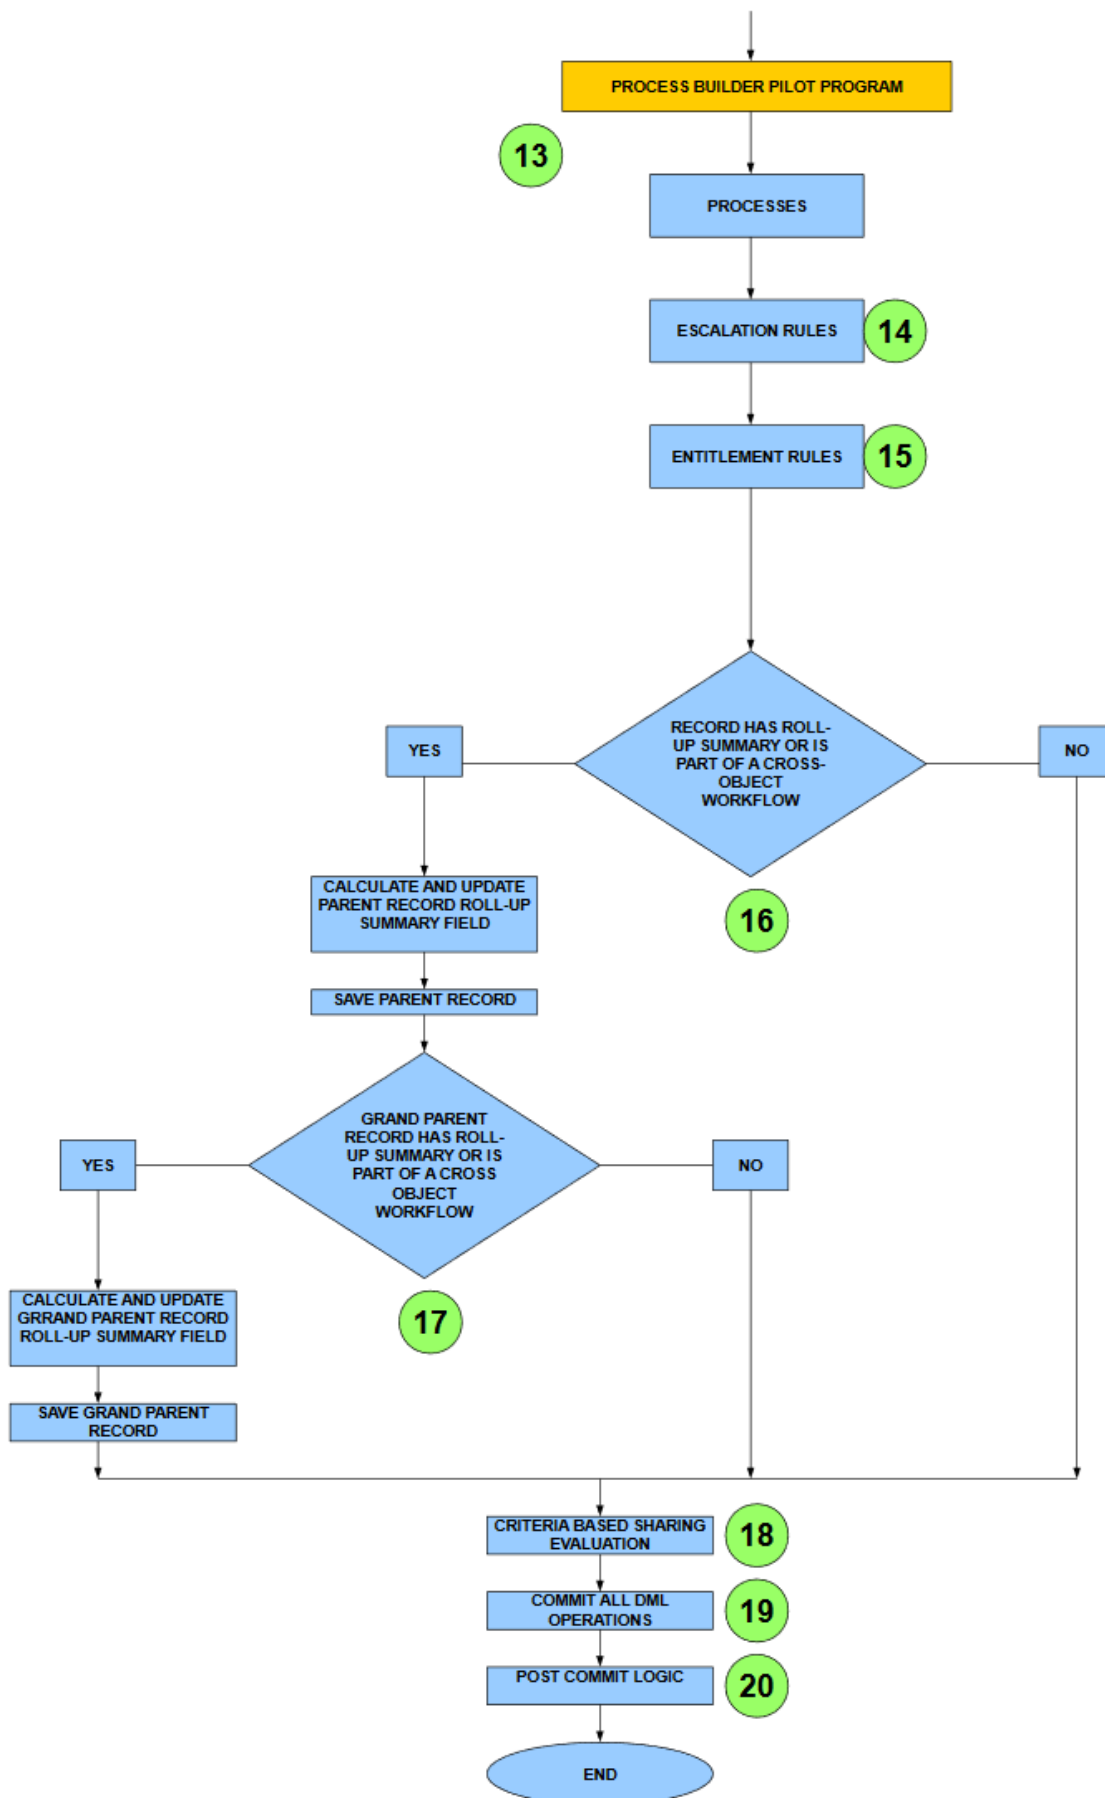 PROCESS BUILDER PILOT PROGRAM
13
PROCESSES
ESCALATION RULES
14
ENTITLEMENT RULES
15
RECORD HAS ROLL-
UP SUMMARY OR IS
PART OF A CROSS-
OBJECT
WORKFLOW
YES
NO
16
CALCULATE AND UPDATE
PARENT RECORD ROLL-UP
SUMMARY FIELD
SAVE PARENT RECORD
GRAND PARENT
RECORD HAS ROLL-
UP SUMMARY OR IS
PART OF A CROSS
OBJECT
WORKFLOW
YES
NO
17
CALCULATE AND UPDATE
GRRAND PARENT RECORD
ROLL-UP SUMMARY FIELD
SAVE GRAND PARENT
RECORD
CRITERIA BASED SHARING
EVALUATION
18
COMMIT ALL DML
OPERATIONS
19
POST COMMIT LOGIC
20
END